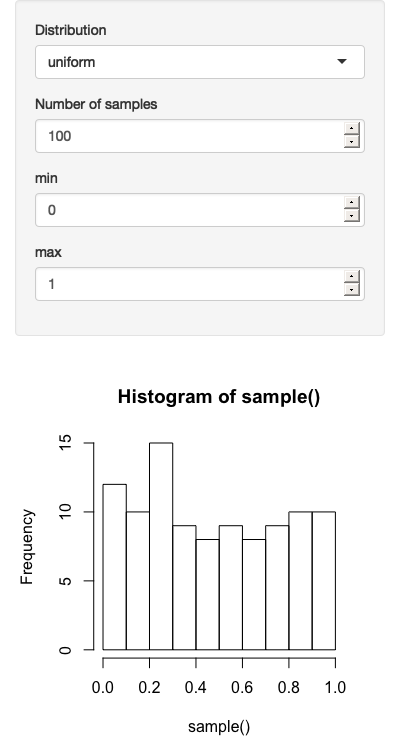 Distribution
uniform
Number of samples
100
min
0
max
1
Histogram of sample()
15
10
5
0
Frequency
0.0 0.2 0.4 0.6 0.8 1.0
sample()